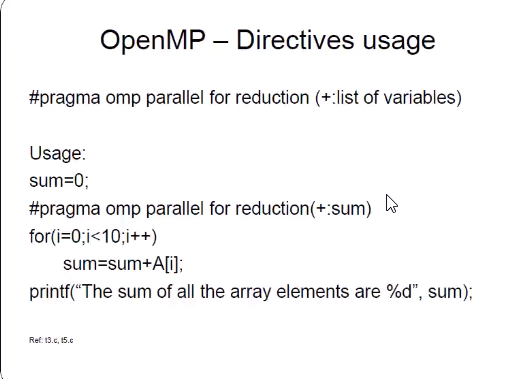 OpenMP – Directives usage
#pragma omp parallel for reduction (+:list of variables)
Usage:
sum=0;
#pragma omp parallel for reduction(+:sum)
for(i=0;i<10;i++)
sum=sum+A[i];
printf(“The sum of all the array elements are %d”, sum);
Ref: t3.c, t5.c